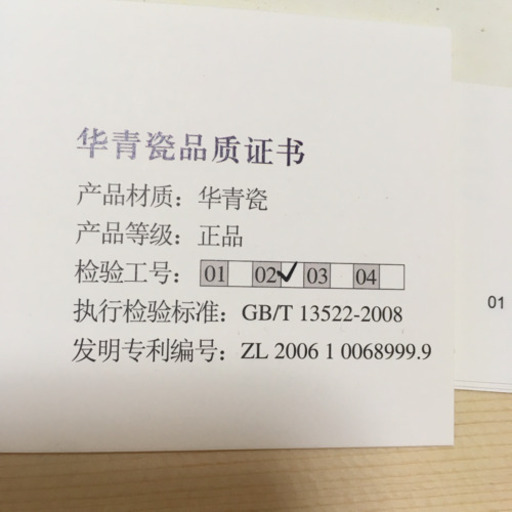 华青瓷品质证书
产品材质：华青瓷
产品等级：正品
检验工号：01 02✓03 04
执行检验标准：GB/T 13522-2008
发明专利编号：ZL 2006 1 0068999.9
01